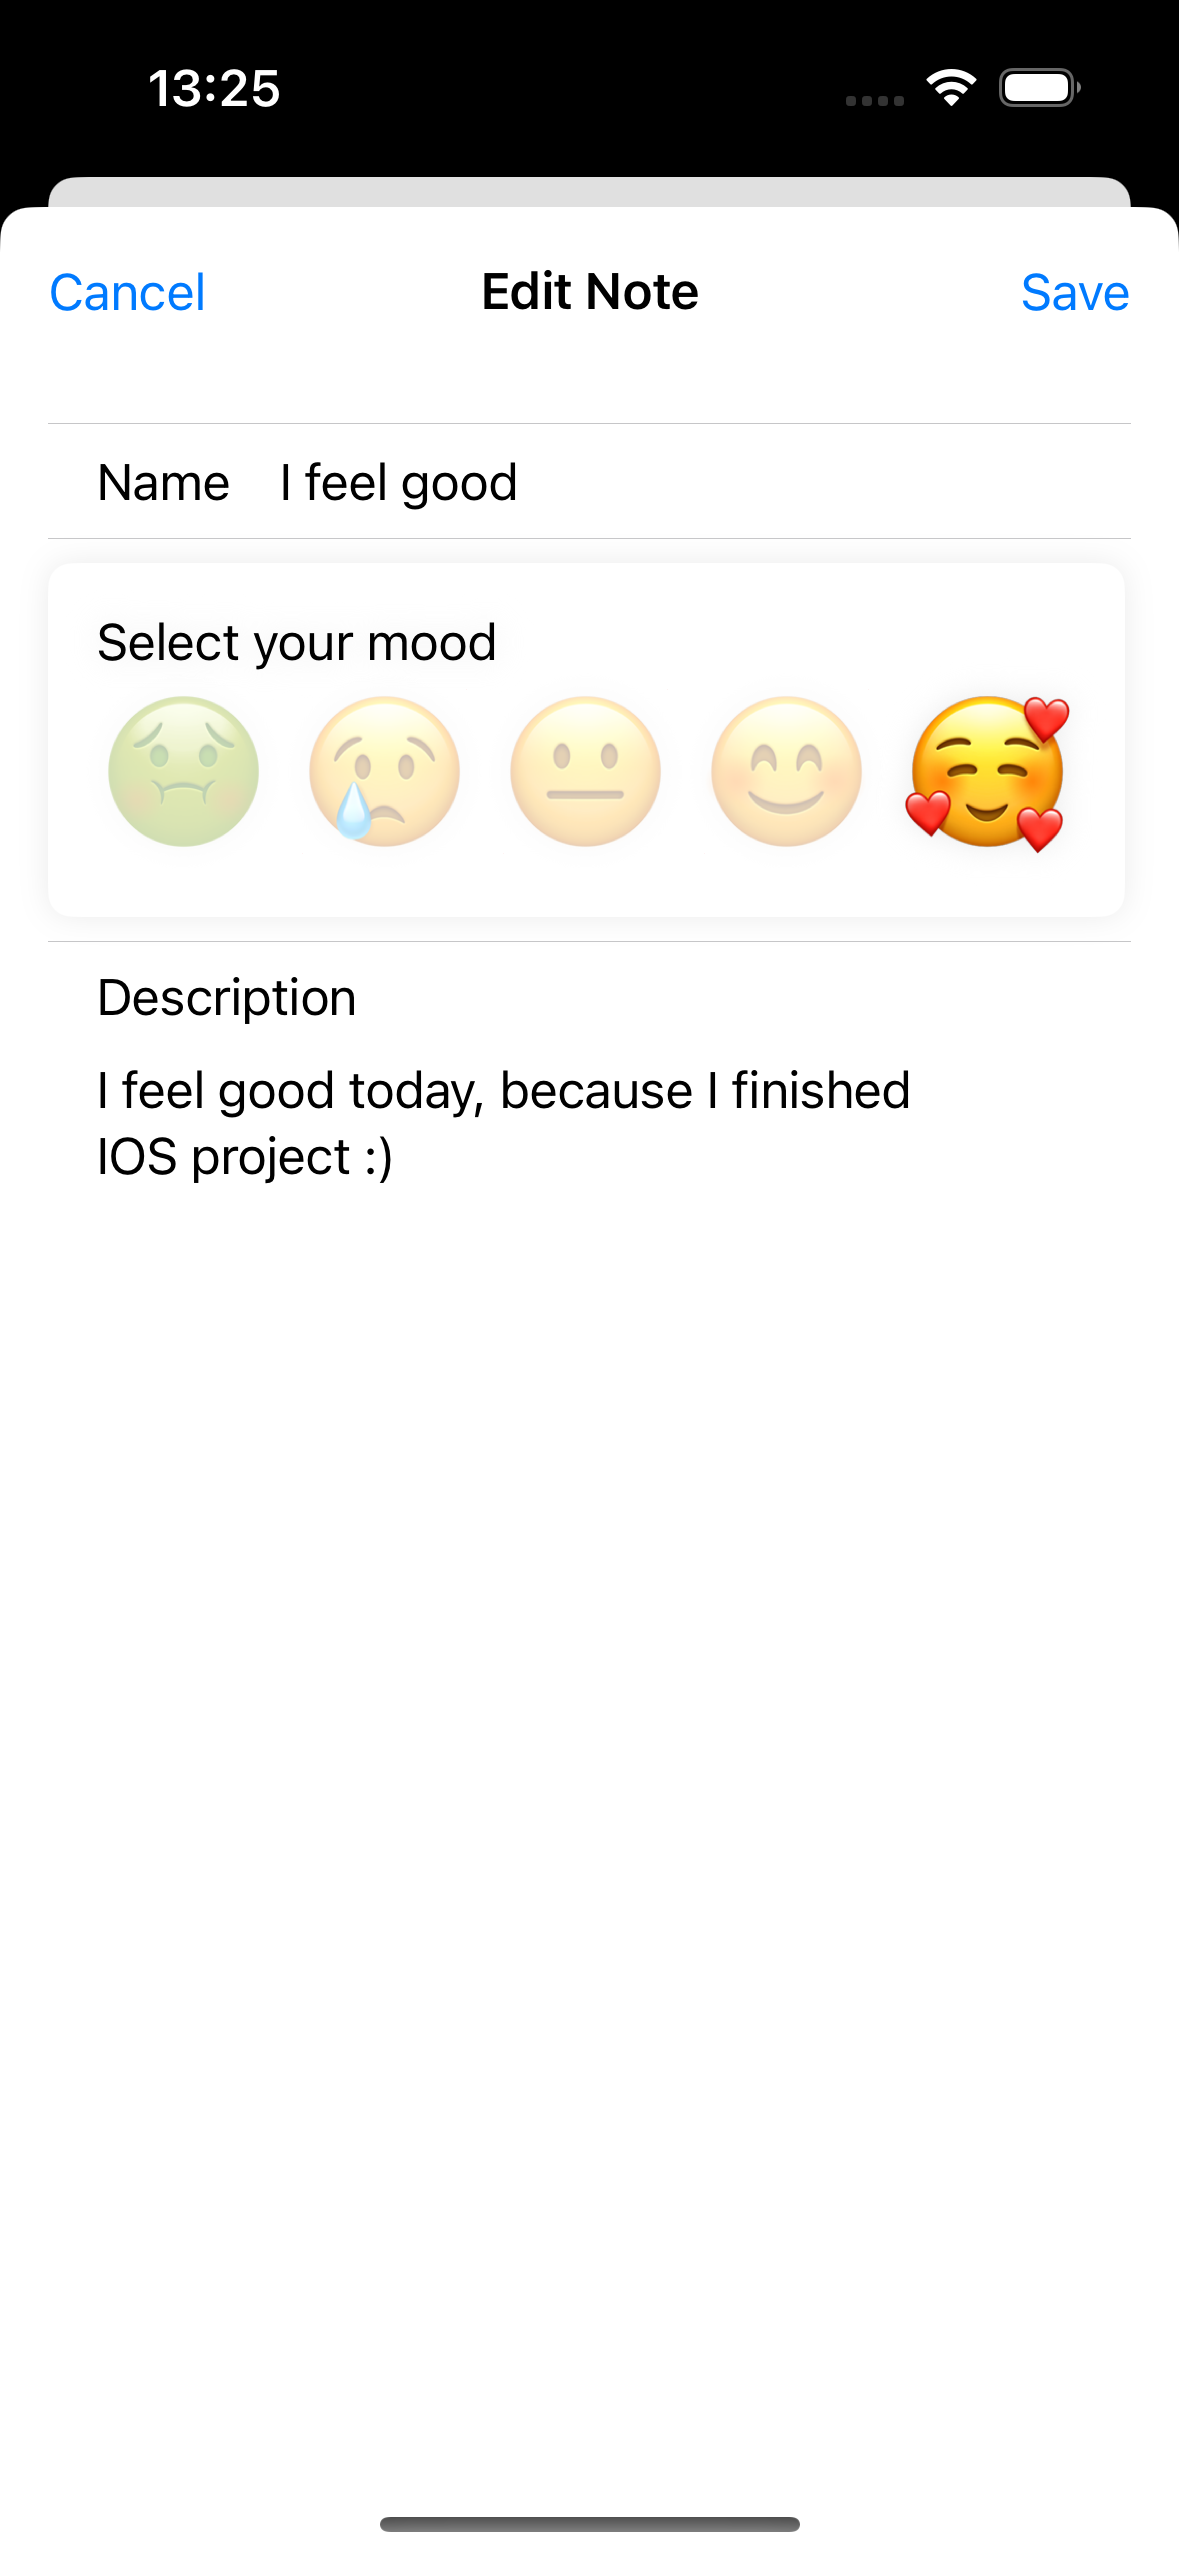 13:25
Cancel Edit Note Save
Name I feel good
Select your mood
Description
I feel good today, because I finished
IOS project :)